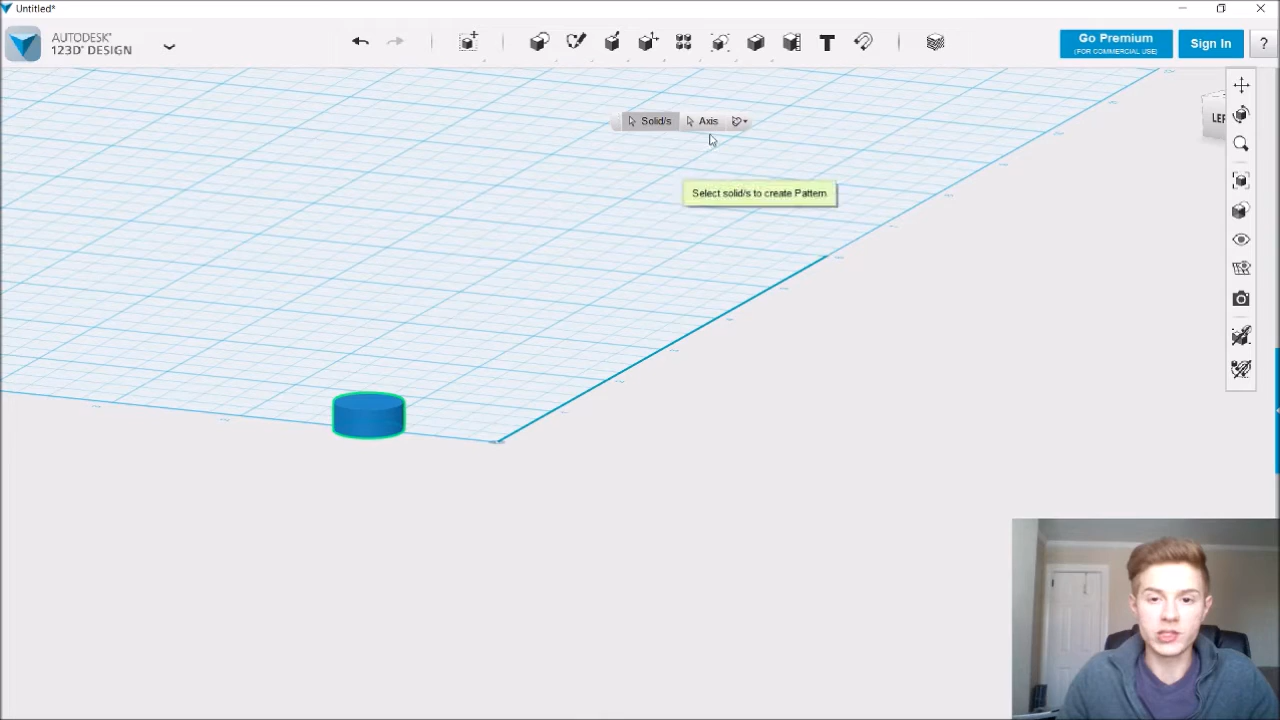 Untitled*
AUTODESK
123D® DESIGN
T
Go Premium
(FOR COMMERCIAL USE)
Sign In
?
Solid/s
Axis
LEF
Select solid/s to create Pattern